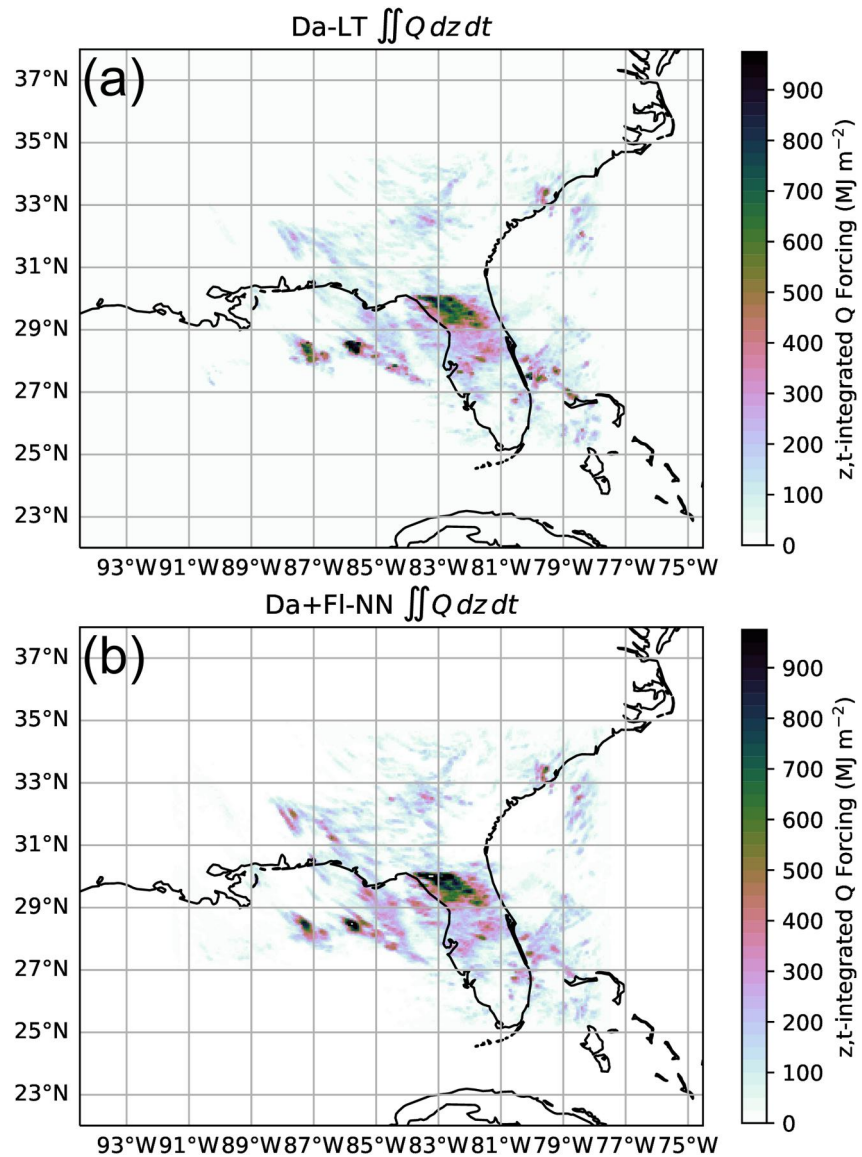 Da-LT ∬Q dz dt
(a)
37°N
35°N
33°N
31°N
29°N
27°N
25°N
23°N
93°W91°W89°W87°W85°W83°W81°W79°W77°W75°W
900
800
700
600
500
400
300
200
100
0
z,t-integrated Q Forcing (MJ m⁻²)
Da+Fl-NN ∬Q dz dt
(b)
37°N
35°N
33°N
31°N
29°N
27°N
25°N
23°N
93°W91°W89°W87°W85°W83°W81°W79°W77°W75°W
900
800
700
600
500
400
300
200
100
0
z,t-integrated Q Forcing (MJ m⁻²)